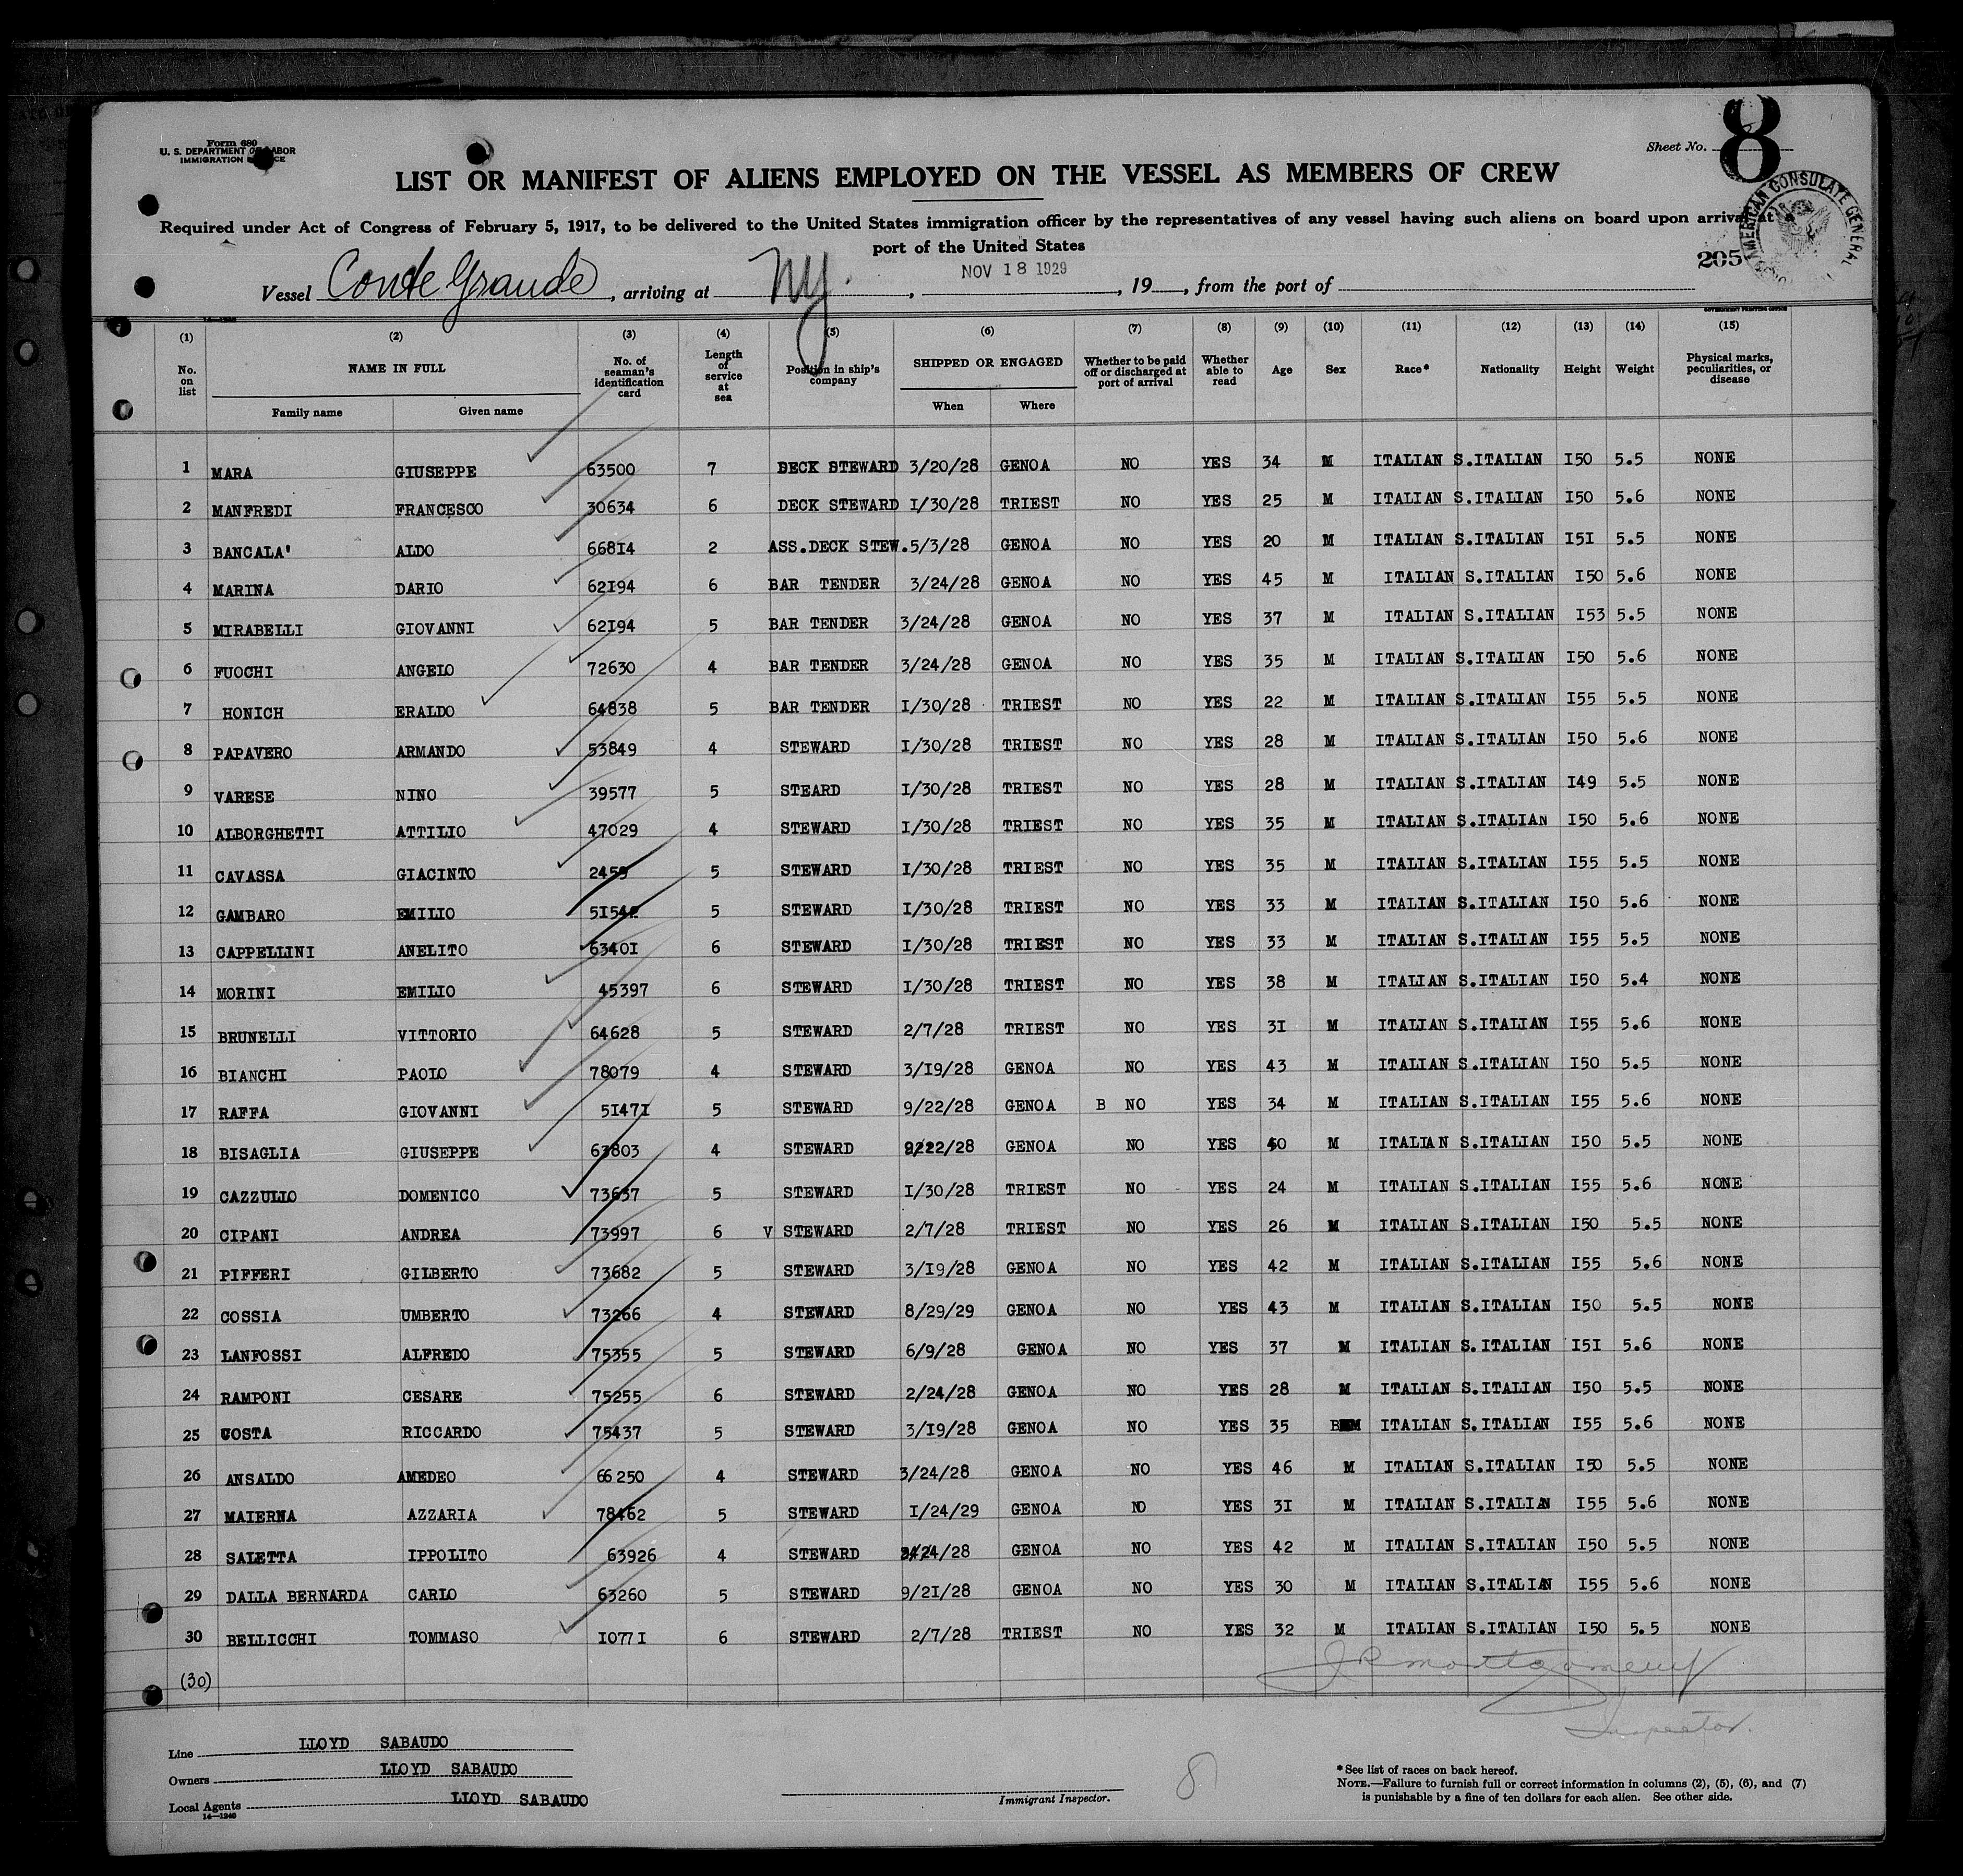 Form 680
U. S. DEPARTMENT OF LABOR
IMMIGRATION
Sheet No. 8
LIST OR MANIFEST OF ALIENS EMPLOYED ON THE VESSEL AS MEMBERS OF CREW
AMERICAN CONSULATE GENERAL
Required under Act of Congress of February 5, 1917, to be delivered to the United States immigration officer by the representatives of any vessel having such aliens on board upon arrival at
port of the United States
205
NOV 18 1929
Vessel Conte Grande, arriving at NY., , 19 , from the port of
14—1240 GOVERNMENT PRINTING OFFICE
(1) (2) (3) (4) (5) (6) (7) (8) (9) (10) (11) (12) (13) (14) (15)
No. on list NAME IN FULL No. of seaman's identification card Length of service at sea Position in ship's company SHIPPED OR ENGAGED Whether to be paid off or discharged at port of arrival Whether able to read Age Sex Race* Nationality Height Weight Physical marks, peculiarities, or disease
Family name Given name When Where
1 MARA GIUSEPPE 63500 7 DECK STEWARD 3/20/28 GENOA NO YES 34 M ITALIAN S.ITALIAN I50 5.5 NONE
2 MANFREDI FRANCESCO 30634 6 DECK STEWARD I/30/28 TRIEST NO YES 25 M ITALIAN S.ITALIAN I50 5.6 NONE
3 BANCALA' ALDO 668I4 2 ASS.DECK STEW. 5/3/28 GENOA NO YES 20 M ITALIAN S.ITALIAN I5I 5.5 NONE
4 MARINA DARIO 62I94 6 BAR TENDER 3/24/28 GENOA NO YES 45 M ITALIAN S.ITALIAN I50 5.6 NONE
5 MIRABELLI GIOVANNI 62I94 5 BAR TENDER 3/24/28 GENOA NO YES 37 M ITALIAN S.ITALIAN I53 5.5 NONE
6 FUOCHI ANGELO 72630 4 BAR TENDER 3/24/28 GENOA NO YES 35 M ITALIAN S.ITALIAN I50 5.6 NONE
7 HONICH ERALDO 64838 5 BAR TENDER I/30/28 TRIEST NO YES 22 M ITALIAN S.ITALIAN I55 5.5 NONE
8 PAPAVERO ARMANDO 53849 4 STEWARD I/30/28 TRIEST NO YES 28 M ITALIAN S.ITALIAN I50 5.6 NONE
9 VARESE NINO 39577 5 STEARD I/30/28 TRIEST NO YES 28 M ITALIAN S.ITALIAN I49 5.5 NONE
10 ALBORGHETTI ATTILIO 47029 4 STEWARD I/30/28 TRIEST NO YES 35 M ITALIAN S.ITALIAN I50 5.6 NONE
11 CAVASSA GIACINTO 2459 5 STEWARD I/30/28 TRIEST NO YES 35 M ITALIAN S.ITALIAN I55 5.5 NONE
12 GAMBARO EMILIO 5I542 5 STEWARD I/30/28 TRIEST NO YES 33 M ITALIAN S.ITALIAN I50 5.6 NONE
13 CAPPELLINI ANELITO 6340I 6 STEWARD I/30/28 TRIEST NO YES 33 M ITALIAN S.ITALIAN I55 5.5 NONE
14 MORINI EMILIO 45397 6 STEWARD I/30/28 TRIEST NO YES 38 M ITALIAN S.ITALIAN I50 5.4 NONE
15 BRUNELLI VITTORIO 64628 5 STEWARD 2/7/28 TRIEST NO YES 3I M ITALIAN S.ITALIAN I55 5.6 NONE
16 BIANCHI PAOLO 78079 4 STEWARD 3/I9/28 GENOA NO YES 43 M ITALIAN S.ITALIAN I50 5.5 NONE
17 RAFFA GIOVANNI 5I47I 5 STEWARD 9/22/28 GENOA B NO YES 34 M ITALIAN S.ITALIAN I55 5.6 NONE
18 BISAGLIA GIUSEPPE 63803 4 STEWARD 9/22/28 GENOA NO YES 40 M ITALIAN S.ITALIAN I50 5.5 NONE
19 CAZZULIO DOMENICO 73637 5 STEWARD I/30/28 TRIEST NO YES 24 M ITALIAN S.ITALIAN I55 5.6 NONE
20 CIPANI ANDREA 73997 6 V STEWARD 2/7/28 TRIEST NO YES 26 M ITALIAN S.ITALIAN I50 5.5 NONE
21 PIFFERI GILBERTO 73682 5 STEWARD 3/I9/28 GENOA NO YES 42 M ITALIAN S.ITALIAN I55 5.6 NONE
22 COSSIA UMBERTO 73266 4 STEWARD 8/29/29 GENOA NO YES 43 M ITALIAN S.ITALIAN I50 5.5 NONE
23 LANFOSSI ALFREDO 75355 5 STEWARD 6/9/28 GENOA NO YES 37 M ITALIAN S.ITALIAN I5I 5.6 NONE
24 RAMPONI CESARE 75255 6 STEWARD 2/24/28 GENOA NO YES 28 M ITALIAN S.ITALIAN I50 5.5 NONE
25 COSTA RICCARDO 75437 5 STEWARD 3/I9/28 GENOA NO YES 35 M ITALIAN S.ITALIAN I55 5.6 NONE
26 ANSALDO AMEDEO 66250 4 STEWARD 3/24/28 GENOA NO YES 46 M ITALIAN S.ITALIAN I50 5.5 NONE
27 MAIERNA AZZARIA 78462 5 STEWARD I/24/29 GENOA NO YES 3I M ITALIAN S.ITALIAN I55 5.6 NONE
28 SALETTA IPPOLITO 63926 4 STEWARD 24/28 GENOA NO YES 42 M ITALIAN S.ITALIAN I50 5.5 NONE
29 DALLA BERNARDA CARLO 63260 5 STEWARD 9/2I/28 GENOA NO YES 30 M ITALIAN S.ITALIAN I55 5.6 NONE
30 BELLICCHI TOMMASO I077I 6 STEWARD 2/7/28 TRIEST NO YES 32 M ITALIAN S.ITALIAN I50 5.5 NONE
(30) JR Montgomery
Inspector.
Line LLOYD SABAUDO
Owners LLOYD SABAUDO
Local Agents LLOYD SABAUDO
14—1240
Immigrant Inspector.
8
*See list of races on back hereof.
NOTE.—Failure to furnish full or correct information in columns (2), (5), (6), and (7)
is punishable by a fine of ten dollars for each alien. See other side.